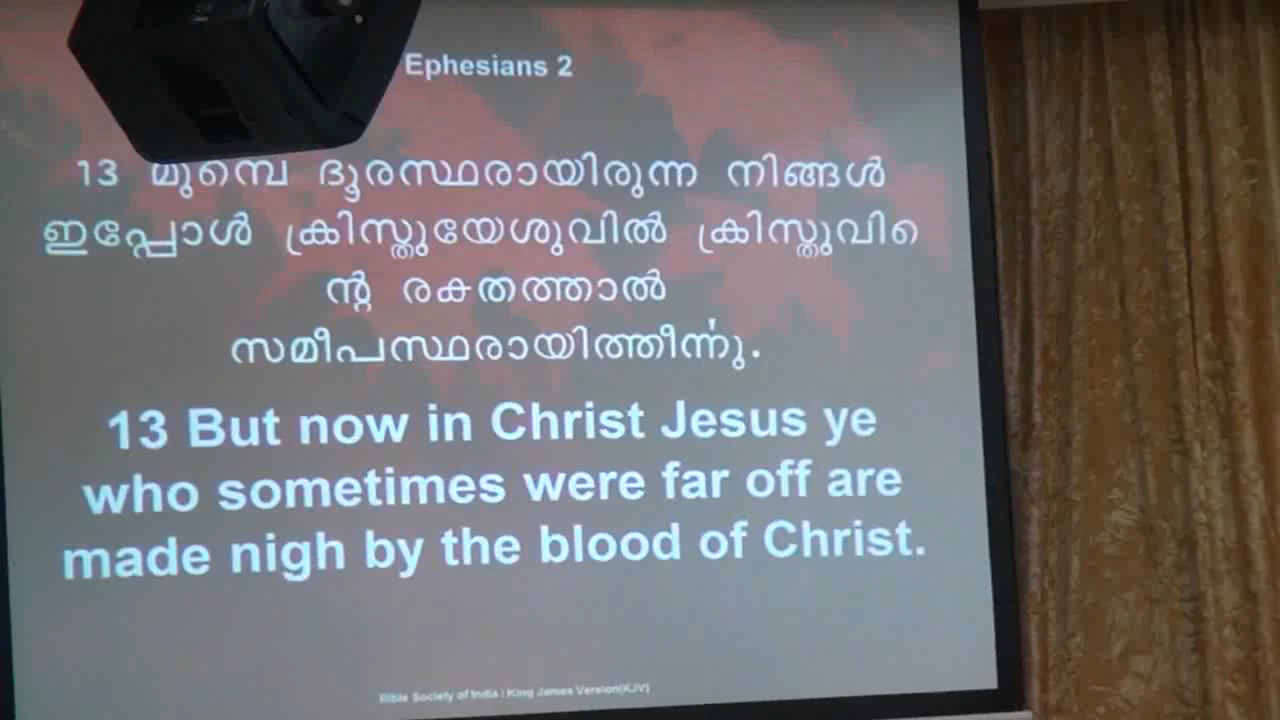 Ephesians 2
13 മുമ്പെ ദൂരസ്ഥരായിരുന്ന നിങ്ങൾ
ഇപ്പോൾ ക്രിസ്തുയേശുവിൽ ക്രിസ്തുവിെ
ൻ്റ രക്തത്താൽ
സമീപസ്ഥരായിത്തീൎന്നു.
13 But now in Christ Jesus ye
who sometimes were far off are
made nigh by the blood of Christ.
Bible Society of India | King James Version(KJV)